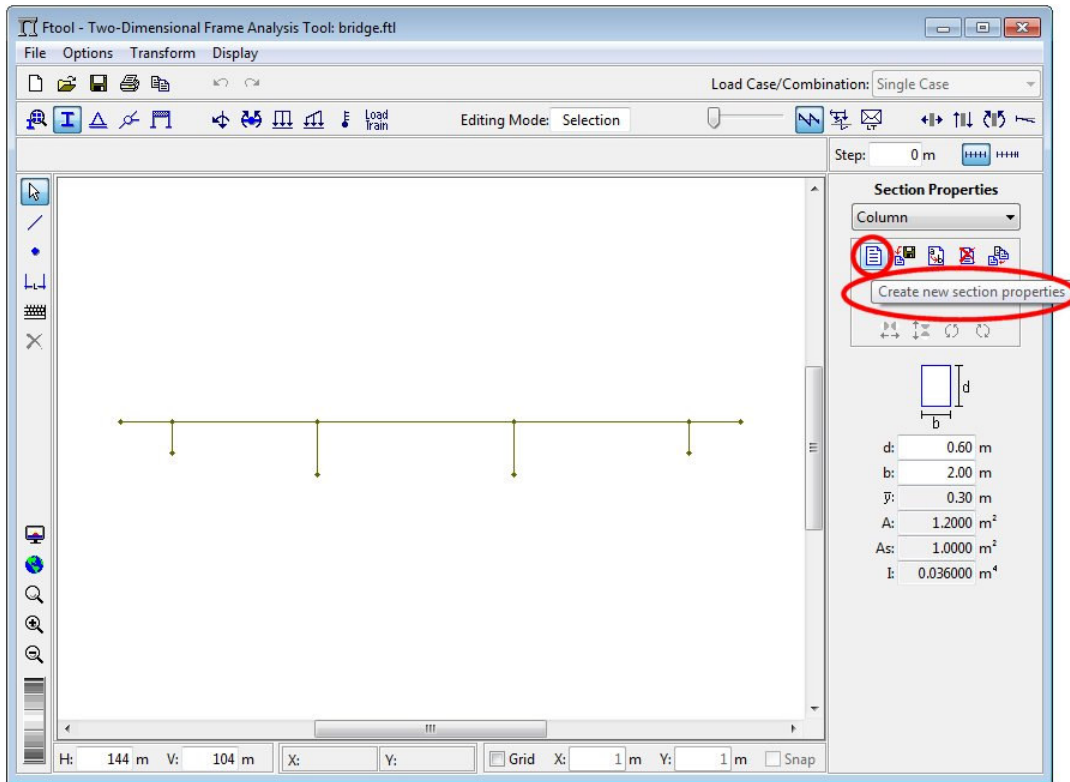 Ftool - Two-Dimensional Frame Analysis Tool: bridge.ftl
File Options Transform Display
Load Case/Combination: Single Case
Load Train
Editing Mode: Selection
LT
Step: 0 m
Section Properties
Column
Create new section properties
d
b
d: 0.60 m
b: 2.00 m
y̅: 0.30 m
A: 1.2000 m²
As: 1.0000 m²
I: 0.036000 m⁴
H: 144 m V: 104 m X: Y: Grid X: 1 m Y: 1 m Snap